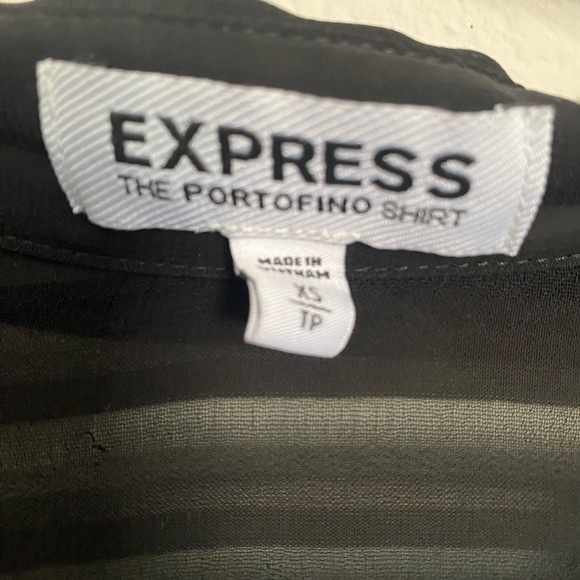 EXPRESS
THE PORTOFINO SHIRT
MADE IN
VIETNAM
XS
TP